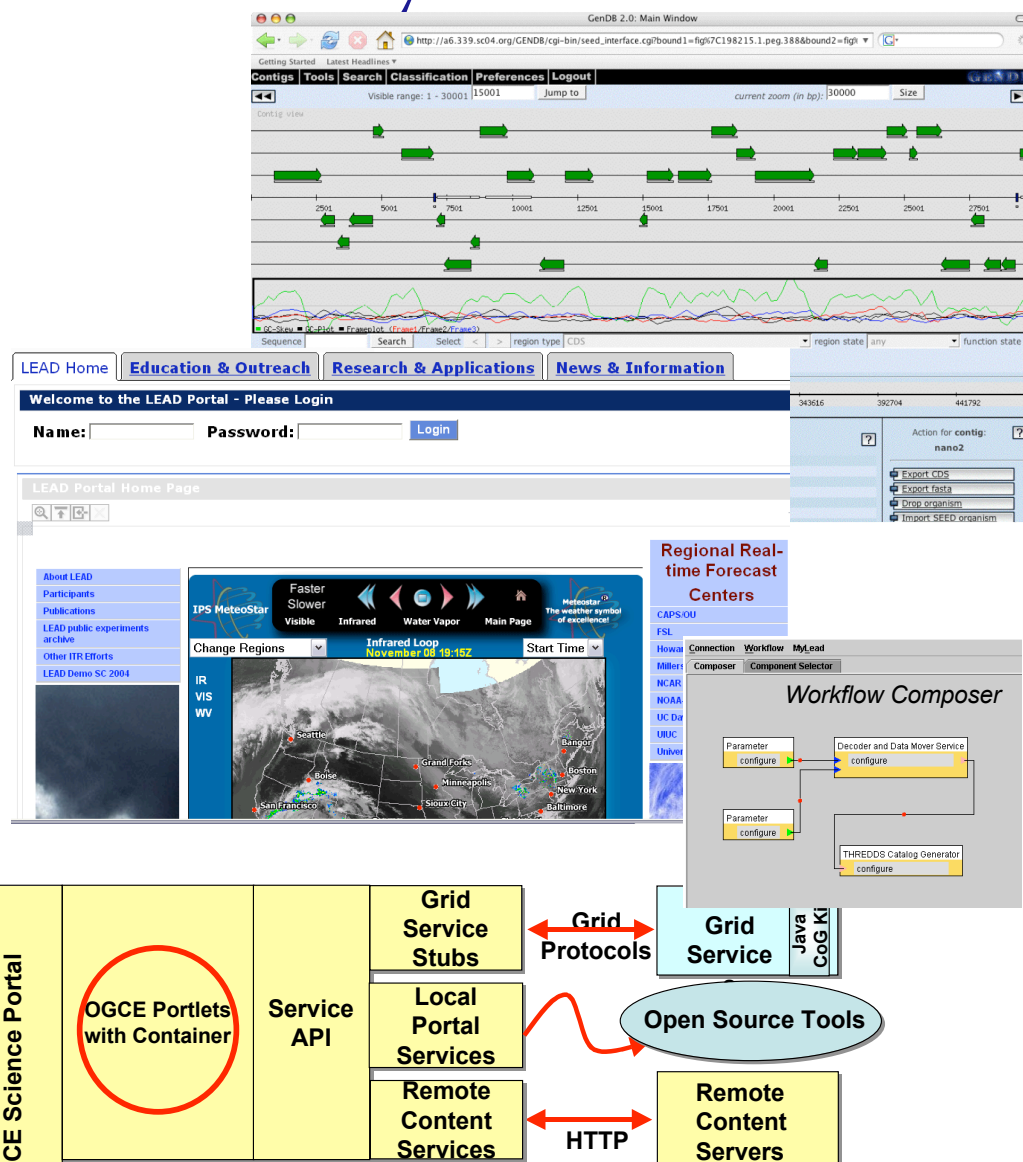 GenDB 2.0: Main Window
http://a6.339.sc04.org/GENDB/cgi-bin/seed_interface.cgi?bound1=fig%7C198215.1.peg.388&bound2=fig%
Getting Started Latest Headlines
Contigs Tools Search Classification Preferences Logout
Visible range: 1 - 30001 15001 Jump to current zoom (in bp): 30000 Size
Contig view
2501 5001 7501 10001 12501 15001 17501 20001 22501 25001 27501
GC-Skew GC-Plot Frameplot (Frame1/Frame2/Frame3)
Sequence Search Select < > region type CDS region state any function state
LEAD Home Education & Outreach Research & Applications News & Information
Welcome to the LEAD Portal - Please Login
Name: Password: Login
343616 392704 441792
? Action for contig: ?
nano2
Export CDS
Export fasta
Drop organism
Import SEED organism
LEAD Portal Home Page
About LEAD
Participants
Publications
LEAD public experiments
archive
Other ITR Efforts
LEAD Demo SC 2004
IPS MeteoStar
Faster
Slower
Visible Infrared Water Vapor Main Page
Meteostar®
The weather symbol
of excellence!
Change Regions
Infrared Loop
November 08 19:15Z
Start Time
IR
VIS
WV
Seattle
Boise
San Francisco
Grand Forks
Minneapolis
Sioux City
Bangor
Boston
New York
Baltimore
Regional Real-
time Forecast
Centers
CAPS/OU
FSL
Howar
Millers
NCAR
NOAA
UC Da
UIUC
Univer
Connection Workflow MyLead
Composer Component Selector
Workflow Composer
Parameter
configure
Decoder and Data Mover Service
configure
Parameter
configure
THREDDS Catalog Generator
configure
CE Science Portal
OGCE Portlets
with Container
Service
API
Grid
Service
Stubs
Grid
Protocols
Grid
Service
Java
CoG Ki
Local
Portal
Services
Open Source Tools
Remote
Content
Services
HTTP
Remote
Content
Servers